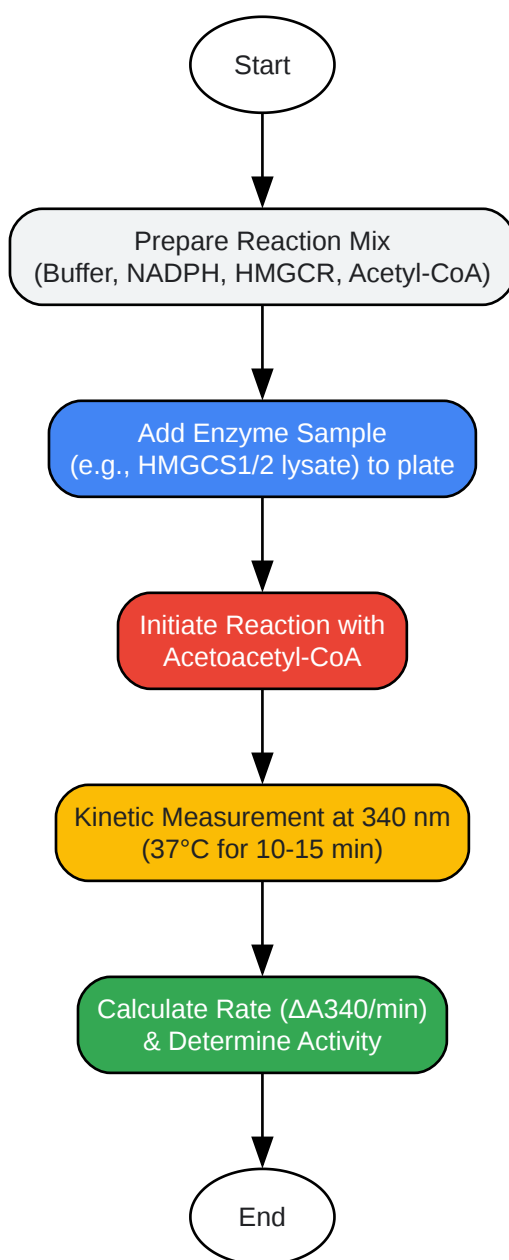 Start
Prepare Reaction Mix
(Buffer, NADPH, HMGCR, Acetyl-CoA)
Add Enzyme Sample
(e.g., HMGCS1/2 lysate) to plate
Initiate Reaction with
Acetoacetyl-CoA
Kinetic Measurement at 340 nm
(37°C for 10-15 min)
Calculate Rate (ΔA340/min)
& Determine Activity
End